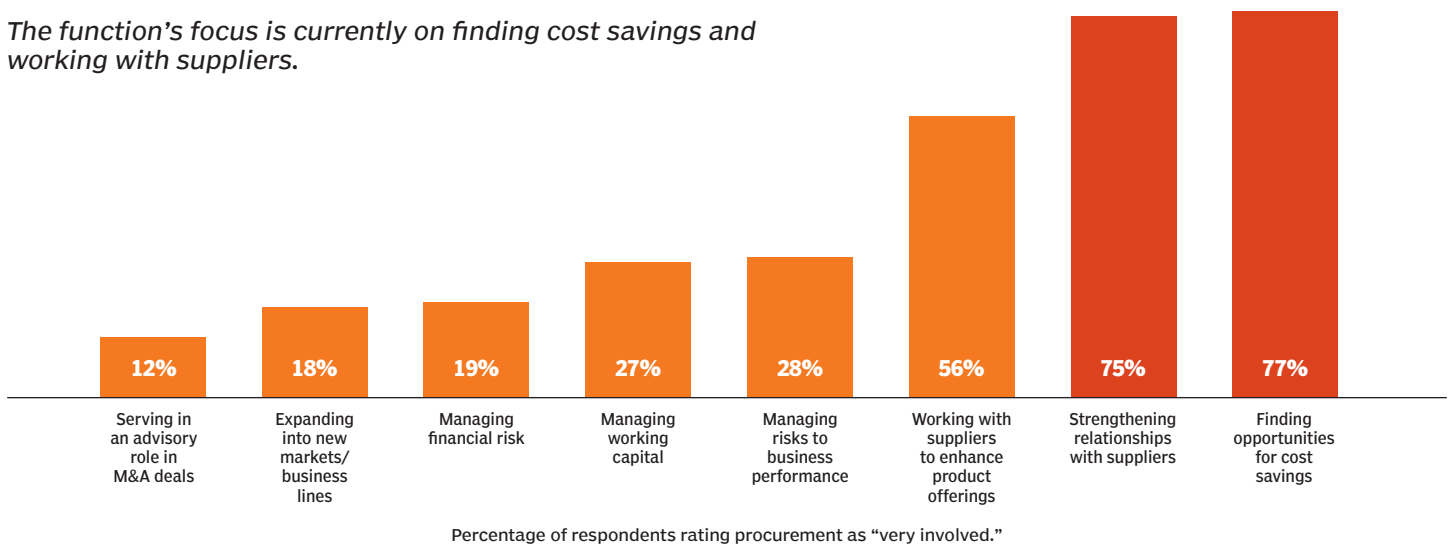 The function’s focus is currently on finding cost savings and
working with suppliers.
12%
18%
19%
27%
28%
56%
75%
77%
Serving in
an advisory
role in
M&A deals
Expanding
into new
markets/
business
lines
Managing
financial risk
Managing
working
capital
Managing
risks to
business
performance
Working with
suppliers
to enhance
product
offerings
Strengthening
relationships
with suppliers
Finding
opportunities
for cost
savings
Percentage of respondents rating procurement as “very involved.”